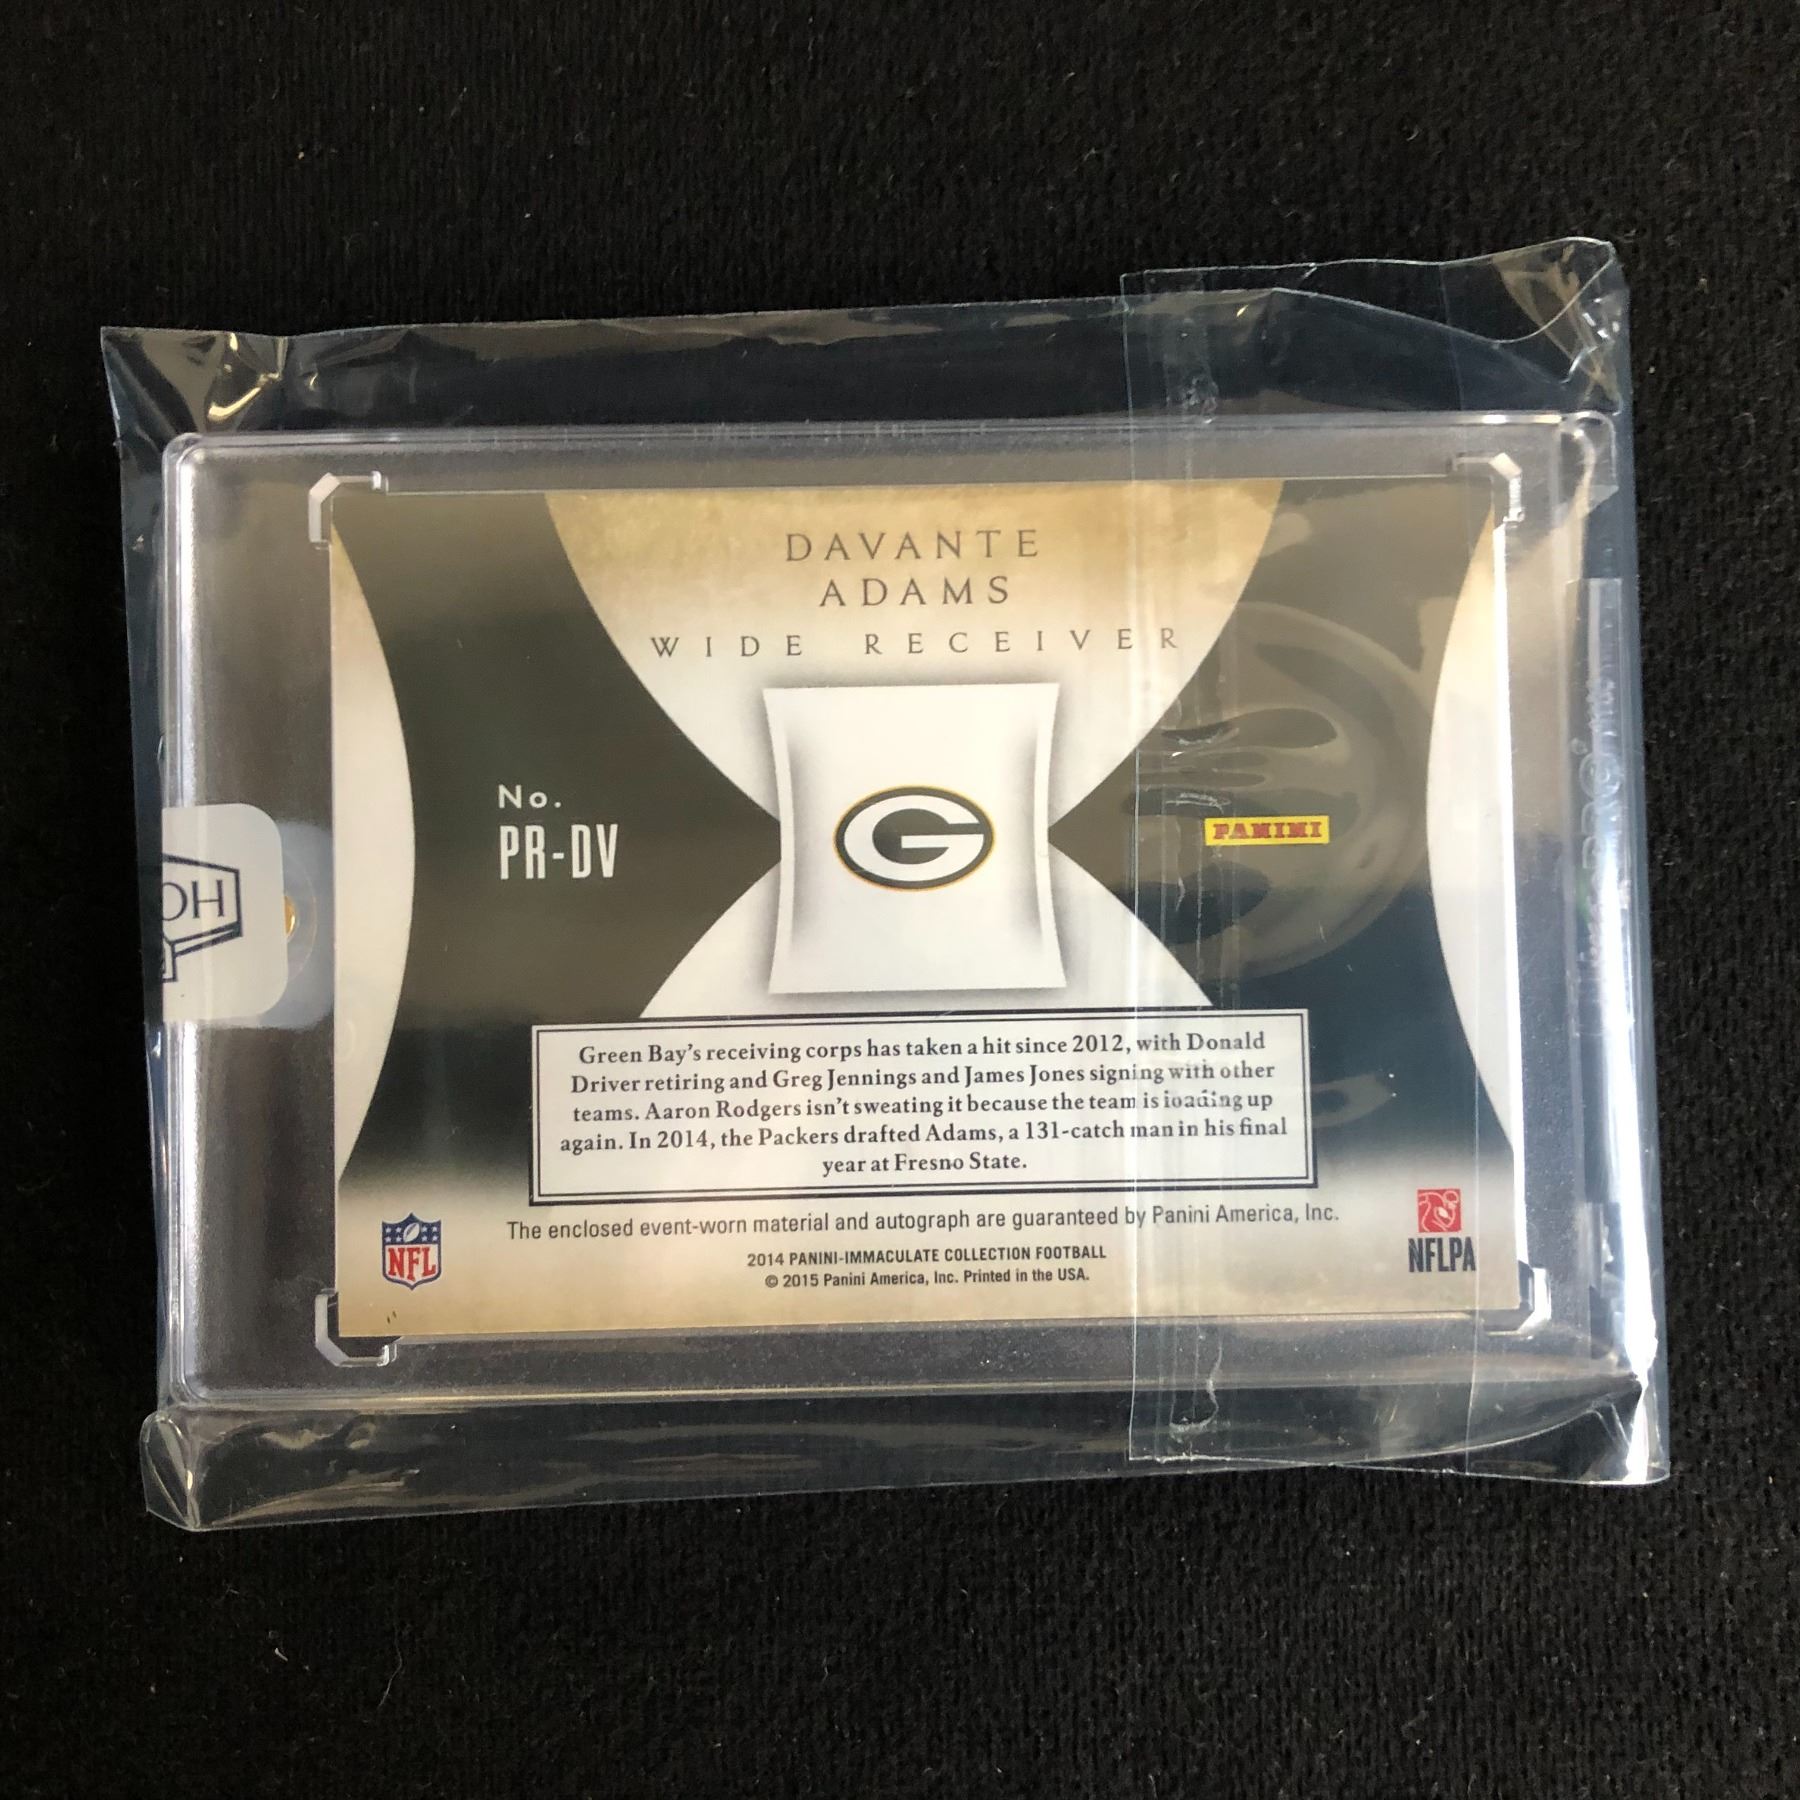 DAVANTE
ADAMS
WIDE RECEIVER
No.
PR-DV
G
PANINI
Green Bay's receiving corps has taken a hit since 2012, with Donald
Driver retiring and Greg Jennings and James Jones signing with other
teams. Aaron Rodgers isn't sweating it because the team is loading up
again. In 2014, the Packers drafted Adams, a 131-catch man in his final
year at Fresno State.
The enclosed event-worn material and autograph are guaranteed by Panini America, Inc.
2014 PANINI-IMMACULATE COLLECTION FOOTBALL
© 2015 Panini America, Inc. Printed in the USA.
NFL
NFLPA